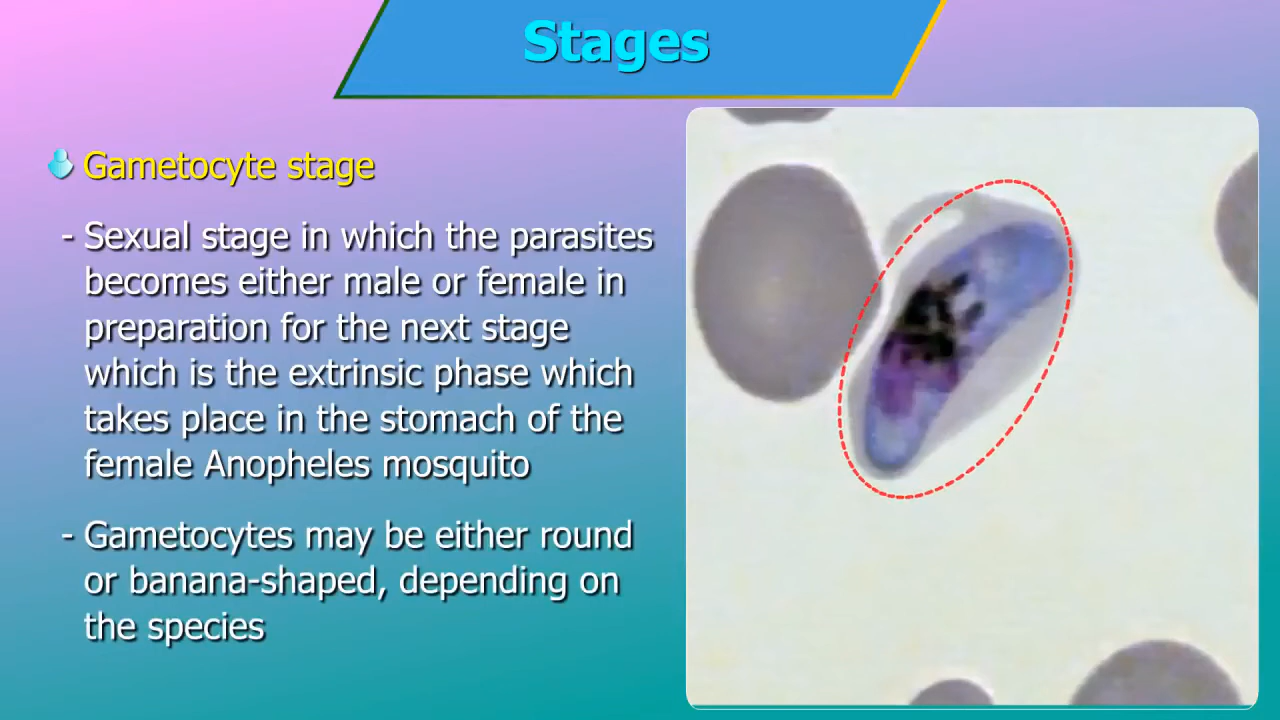 Stages
Gametocyte stage
- Sexual stage in which the parasites
becomes either male or female in
preparation for the next stage
which is the extrinsic phase which
takes place in the stomach of the
female Anopheles mosquito
- Gametocytes may be either round
or banana-shaped, depending on
the species